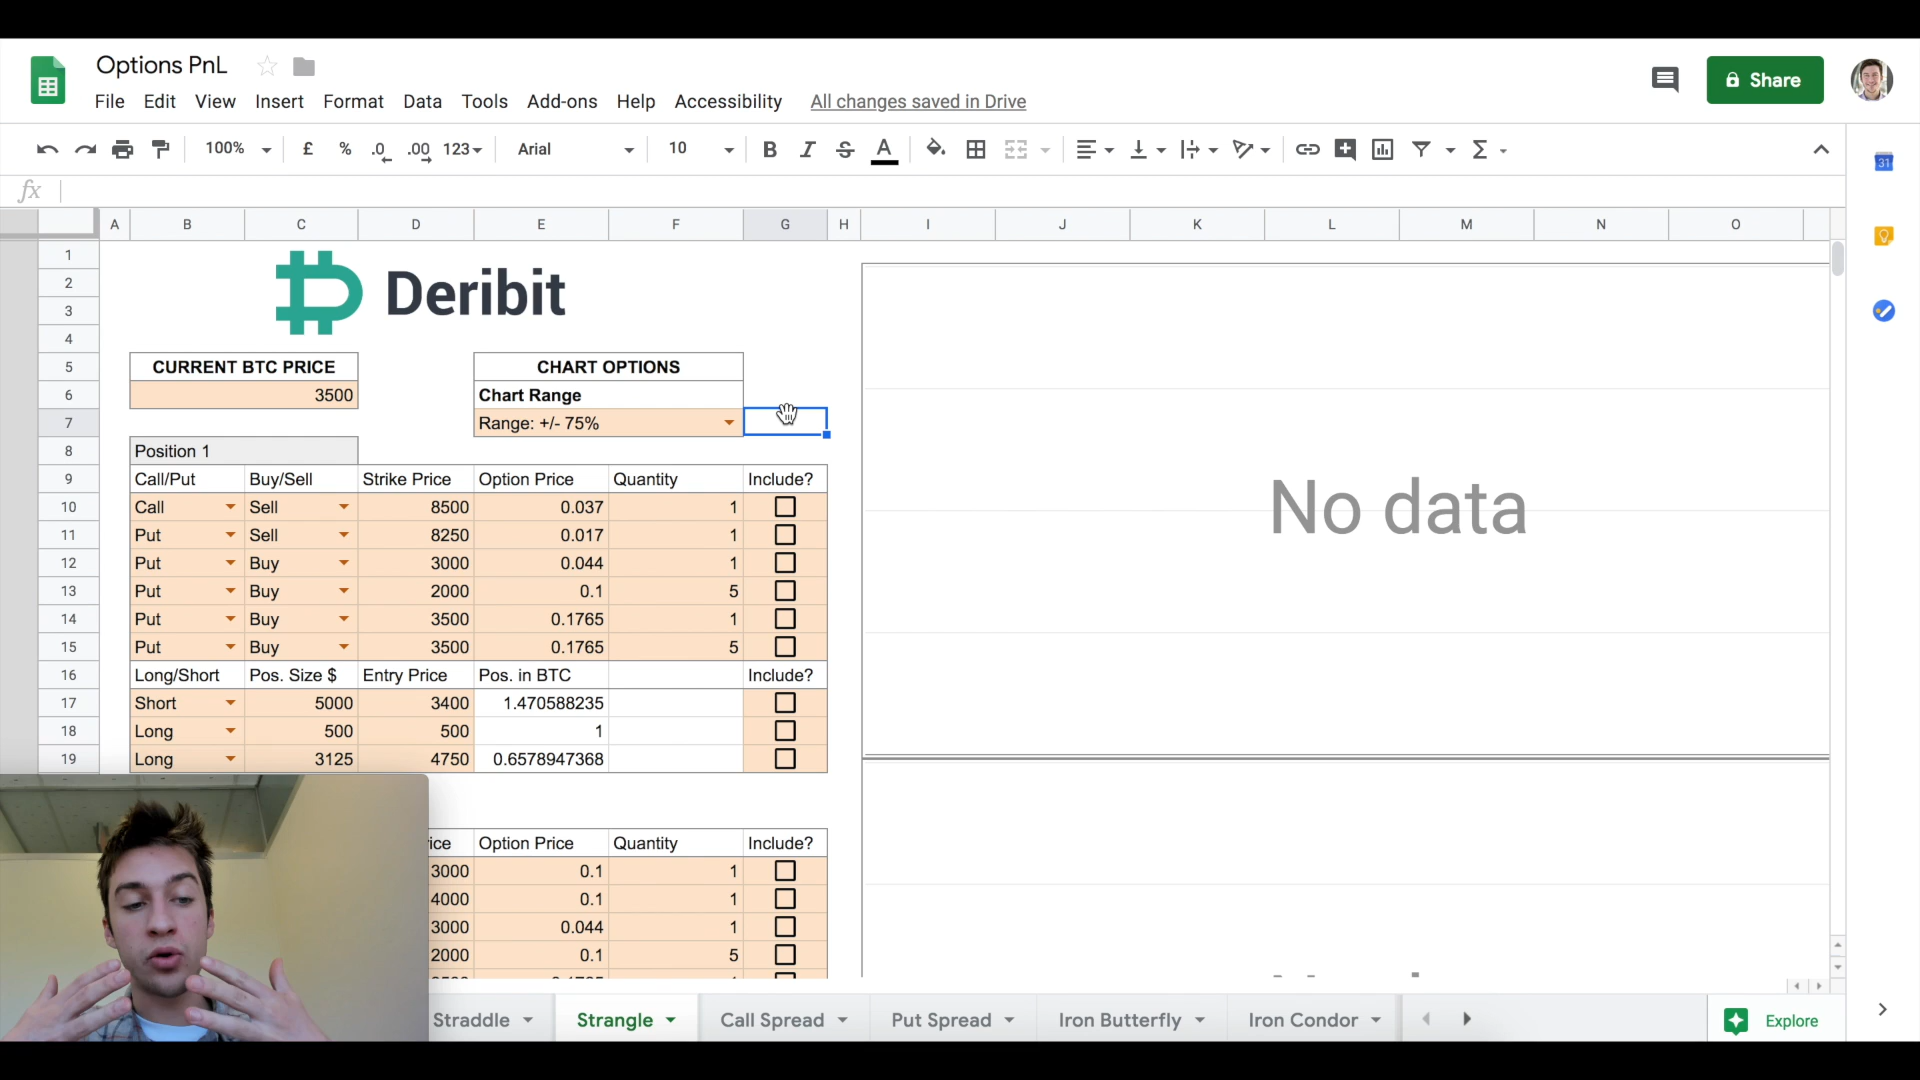 Options PnL
File Edit View Insert Format Data Tools Add-ons Help Accessibility All changes saved in Drive
Share
100% £ % .0 .00 123 Arial 10 B I S A Σ
31
fx
A B C D E F G H I J K L M N O
1
2
3
4
Deribit
5 CURRENT BTC PRICE CHART OPTIONS
6 3500 Chart Range
7 Range: +/- 75%
8 Position 1
9 Call/Put Buy/Sell Strike Price Option Price Quantity Include?
10 Call Sell 8500 0.037 1
11 Put Sell 8250 0.017 1
12 Put Buy 3000 0.044 1
13 Put Buy 2000 0.1 5
14 Put Buy 3500 0.1765 1
15 Put Buy 3500 0.1765 5
16 Long/Short Pos. Size $ Entry Price Pos. in BTC Include?
17 Short 5000 3400 1.470588235
18 Long 500 500 1
19 Long 3125 4750 0.6578947368
No data
ice Option Price Quantity Include?
3000 0.1 1
4000 0.1 1
3000 0.044 1
2000 0.1 5
Straddle Strangle Call Spread Put Spread Iron Butterfly Iron Condor Explore